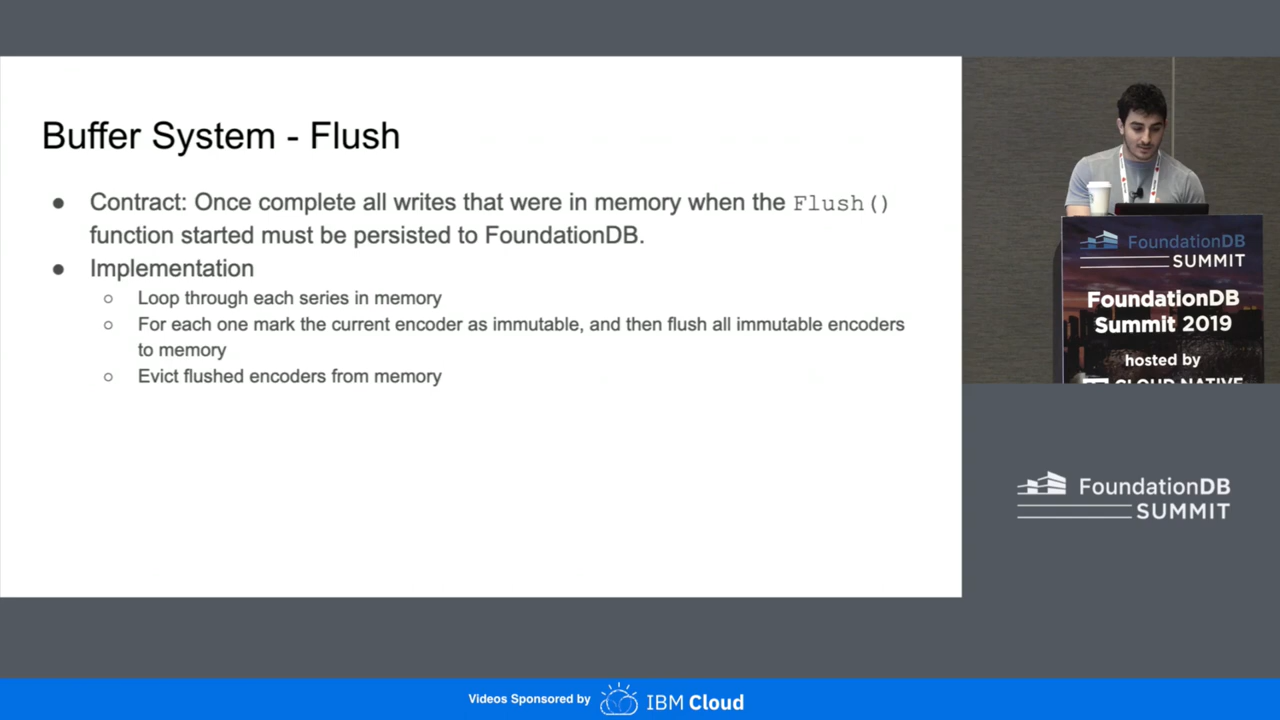 Buffer System - Flush
● Contract: Once complete all writes that were in memory when the Flush()
function started must be persisted to FoundationDB.
● Implementation
○ Loop through each series in memory
○ For each one mark the current encoder as immutable, and then flush all immutable encoders
to memory
○ Evict flushed encoders from memory
FoundationDB
SUMMIT
FoundationDB
Summit 2019
hosted by
CLOUD NATIVE
FoundationDB
SUMMIT
Videos Sponsored by IBM Cloud